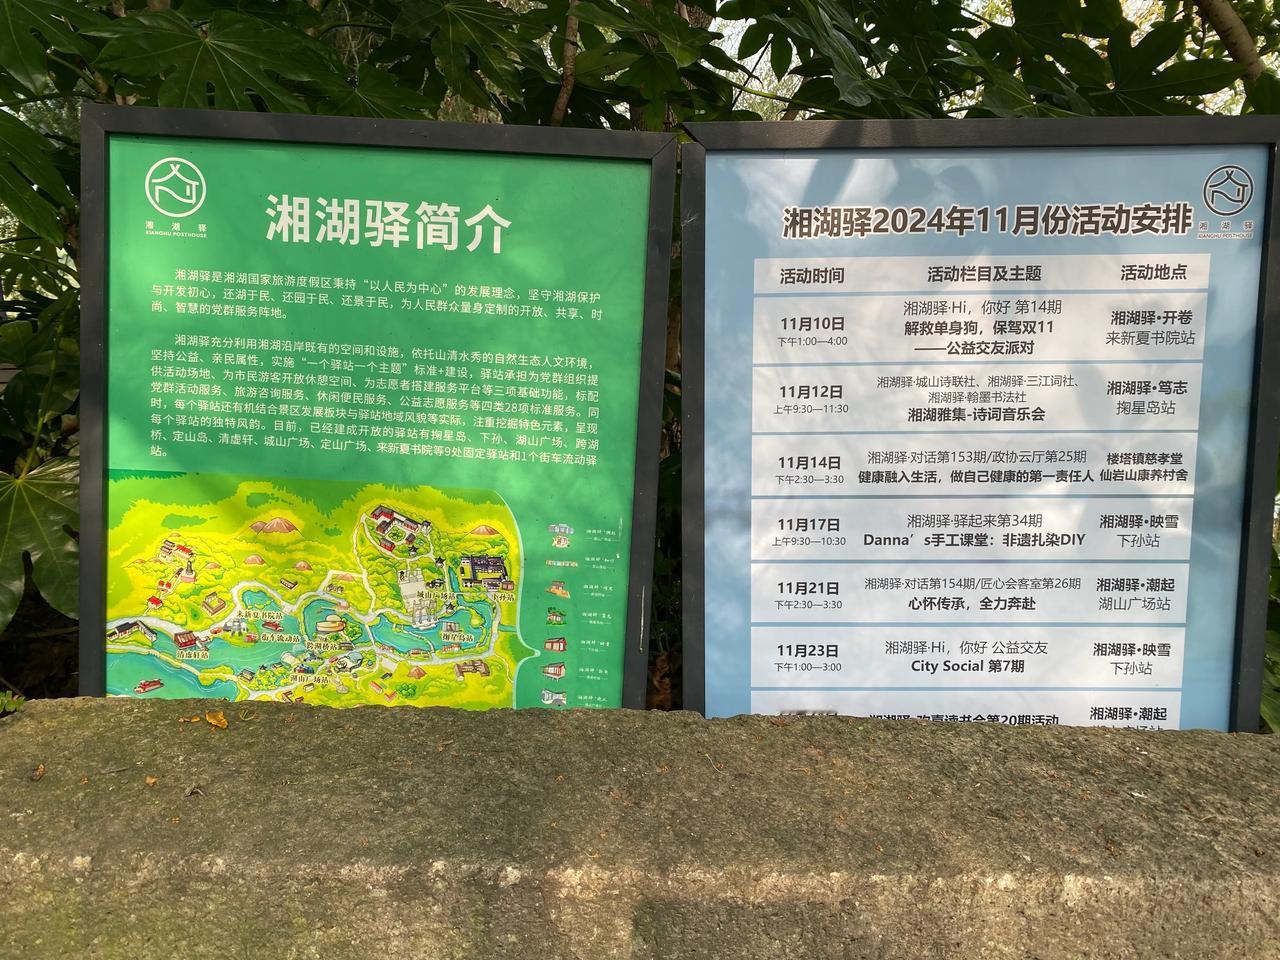 湘湖驿
XIANGHU POSTHOUSE
湘湖驿简介
湘湖驿是湘湖国家旅游度假区秉持“以人民为中心”的发展理念，坚守湘湖保护
与开发初心，还湖于民、还园于民、还景于民，为人民群众量身定制的开放、共享、时
尚、智慧的党群服务阵地。
湘湖驿充分利用湘湖沿岸既有的空间和设施，依托山清水秀的自然生态人文环境，
坚持公益、亲民属性，实施“一个驿站一个主题”标准+建设，驿站承担为党群组织提
供活动场地、为市民游客开放休憩空间、为志愿者搭建服务平台等三项基础功能，标配
党群活动服务、旅游咨询服务、休闲便民服务、公益志愿服务等四类28项标准服务。同
时，每个驿站还有机结合景区发展板块与驿站地域风貌等实际，注重挖掘特色元素，呈现
每个驿站的独特风韵。目前，已经建成开放的驿站有掬星岛、下孙、湖山广场、跨湖
桥、定山岛、清虚轩、城山广场、定山广场、来新夏书院等9处固定驿站和1个街车流动驿
站。
城山广场站
下孙站
来新夏书院站
街车流动站
掬星岛站
跨湖桥站
清虚轩站
湖山广场站
湘湖驿2024年11月份活动安排
湘湖驿
XIANGHU POSTHOUSE
活动时间 活动栏目及主题 活动地点
11月10日
下午1:00—4:00
湘湖驿·Hi，你好 第14期
解救单身狗，保驾双11
——公益交友派对
湘湖驿•开卷
来新夏书院站
11月12日
上午9:30—11:30
湘湖驿·城山诗联社、湘湖驿·三江词社、
湘湖驿·翰墨书法社
湘湖雅集-诗词音乐会
湘湖驿•笃志
掬星岛站
11月14日
下午2:30—3:30
湘湖驿·对话第153期/政协云厅第25期
健康融入生活，做自己健康的第一责任人
楼塔镇慈孝堂
仙岩山康养村舍
11月17日
上午9:30—10:30
湘湖驿·驿起来第34期
Danna’s手工课堂：非遗扎染DIY
湘湖驿•映雪
下孙站
11月21日
下午2:30—3:30
湘湖驿·对话第154期/匠心会客室第26期
心怀传承，全力奔赴
湘湖驿•潮起
湖山广场站
11月23日
下午1:00—3:00
湘湖驿·Hi，你好 公益交友
City Social 第7期
湘湖驿•映雪
下孙站
湘湖驿·欢喜读书会第20期活动
湘湖驿•潮起